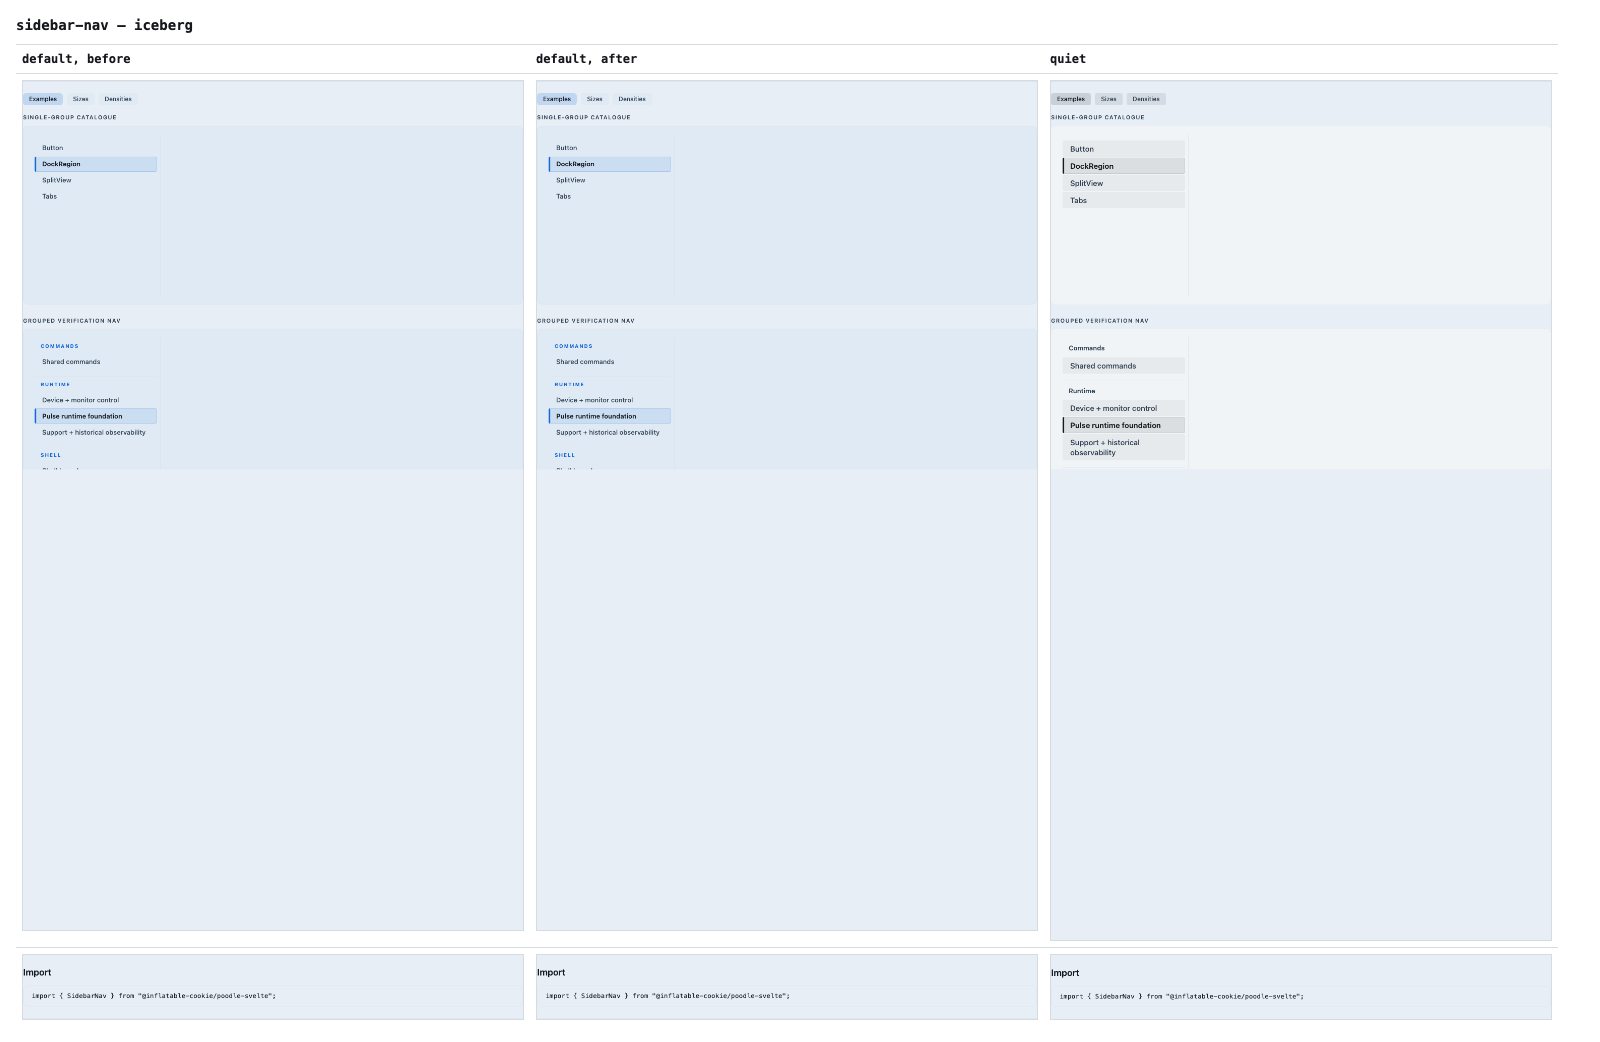 sidebar-nav — iceberg
default, before
default, after
quiet
Examples Sizes Densities
SINGLE-GROUP CATALOGUE
Button
DockRegion
SplitView
Tabs
GROUPED VERIFICATION NAV
COMMANDS
Shared commands
RUNTIME
Device + monitor control
Pulse runtime foundation
Support + historical observability
SHELL
Examples Sizes Densities
SINGLE-GROUP CATALOGUE
Button
DockRegion
SplitView
Tabs
GROUPED VERIFICATION NAV
COMMANDS
Shared commands
RUNTIME
Device + monitor control
Pulse runtime foundation
Support + historical observability
SHELL
Examples Sizes Densities
SINGLE-GROUP CATALOGUE
Button
DockRegion
SplitView
Tabs
GROUPED VERIFICATION NAV
Commands
Shared commands
Runtime
Device + monitor control
Pulse runtime foundation
Support + historical
observability
Import
import { SidebarNav } from "@inflatable-cookie/poodle-svelte";
Import
import { SidebarNav } from "@inflatable-cookie/poodle-svelte";
Import
import { SidebarNav } from "@inflatable-cookie/poodle-svelte";